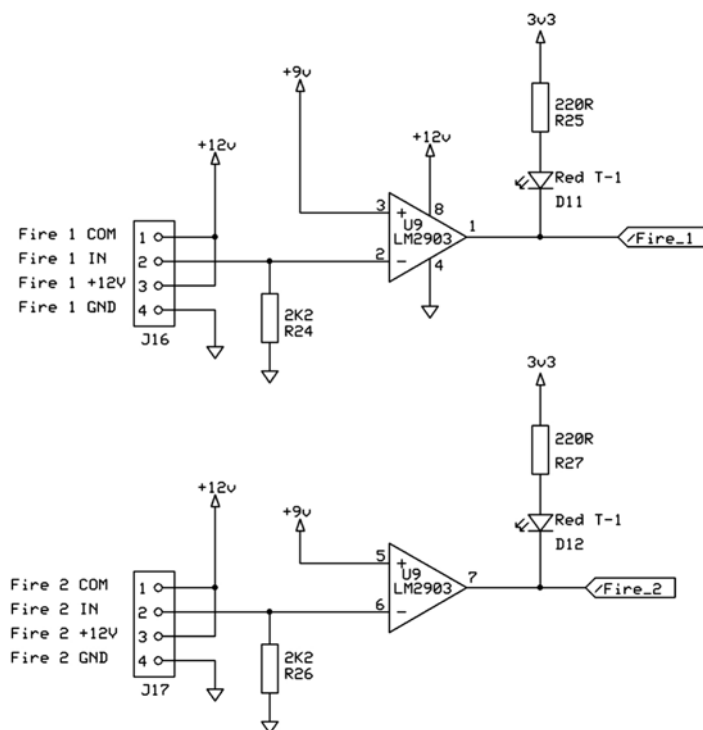 3v3
+9v
220R
R25
+12v
+12v
Red T-1
D11
3
+
8
U9
1
LM2903
/Fire_1
2
-
4
Fire 1 COM
1
Fire 1 IN
2
Fire 1 +12V
3
Fire 1 GND
4
J16
2K2
R24
3v3
220R
R27
+12v
+9v
Red T-1
D12
5
+
U9
7
LM2903
/Fire_2
6
-
Fire 2 COM
1
Fire 2 IN
2
Fire 2 +12V
3
Fire 2 GND
4
J17
2K2
R26